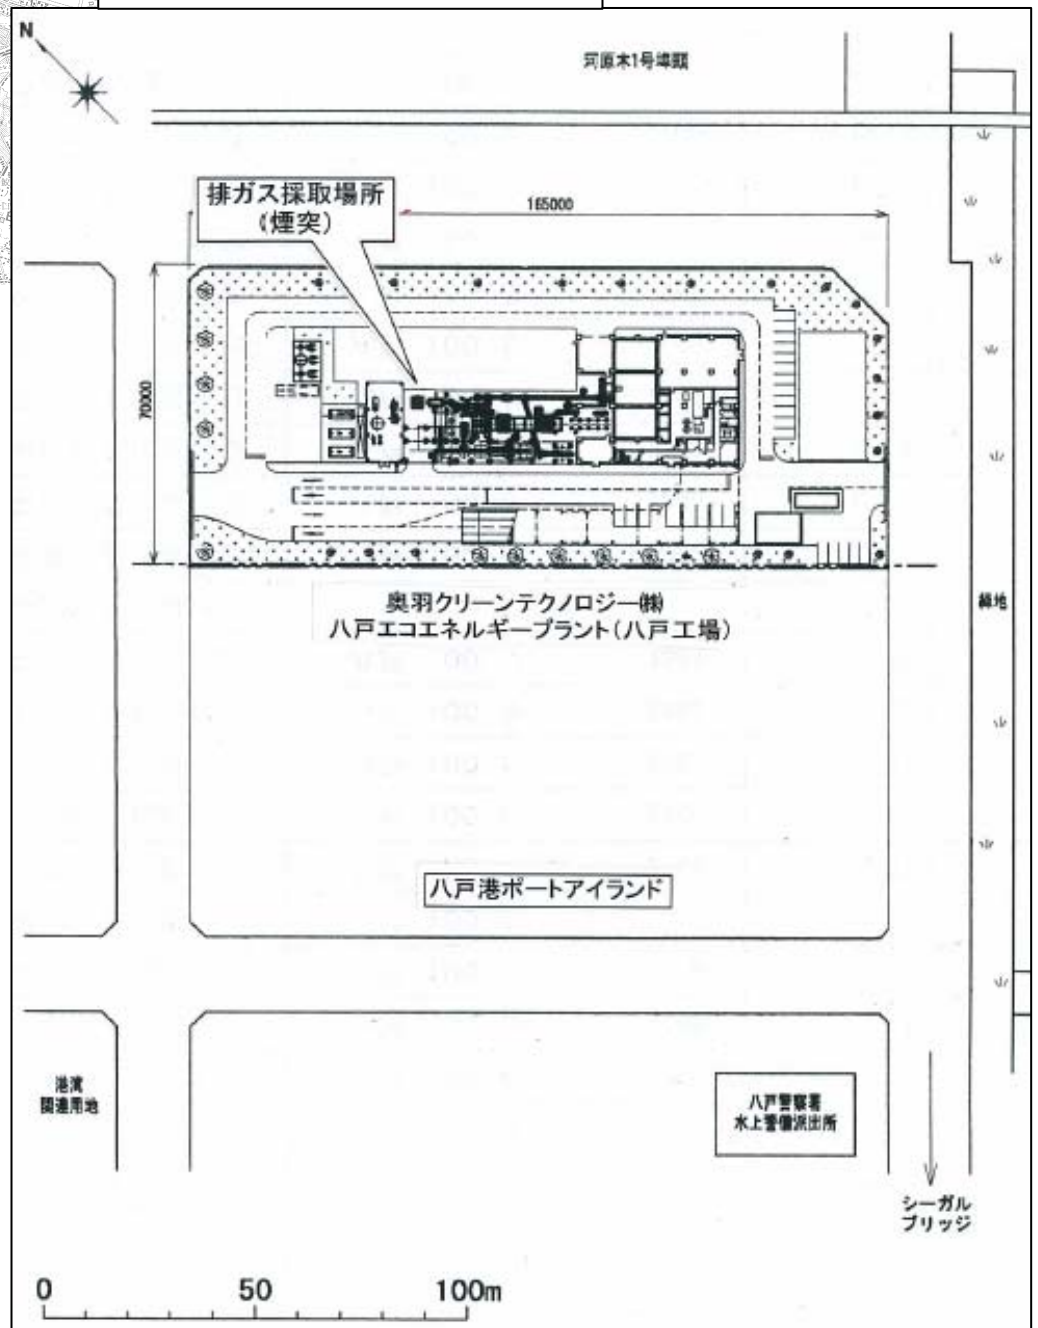 N
河原木1号埠頭
排ガス採取場所
(煙突)
165000
70000
奥羽クリーンテクノロジー㈱
八戸エコエネルギープラント(八戸工場)
緑地
八戸港ポートアイランド
港湾
関連用地
八戸警察署
水上警備派出所
シーガル
ブリッジ
0 50 100m